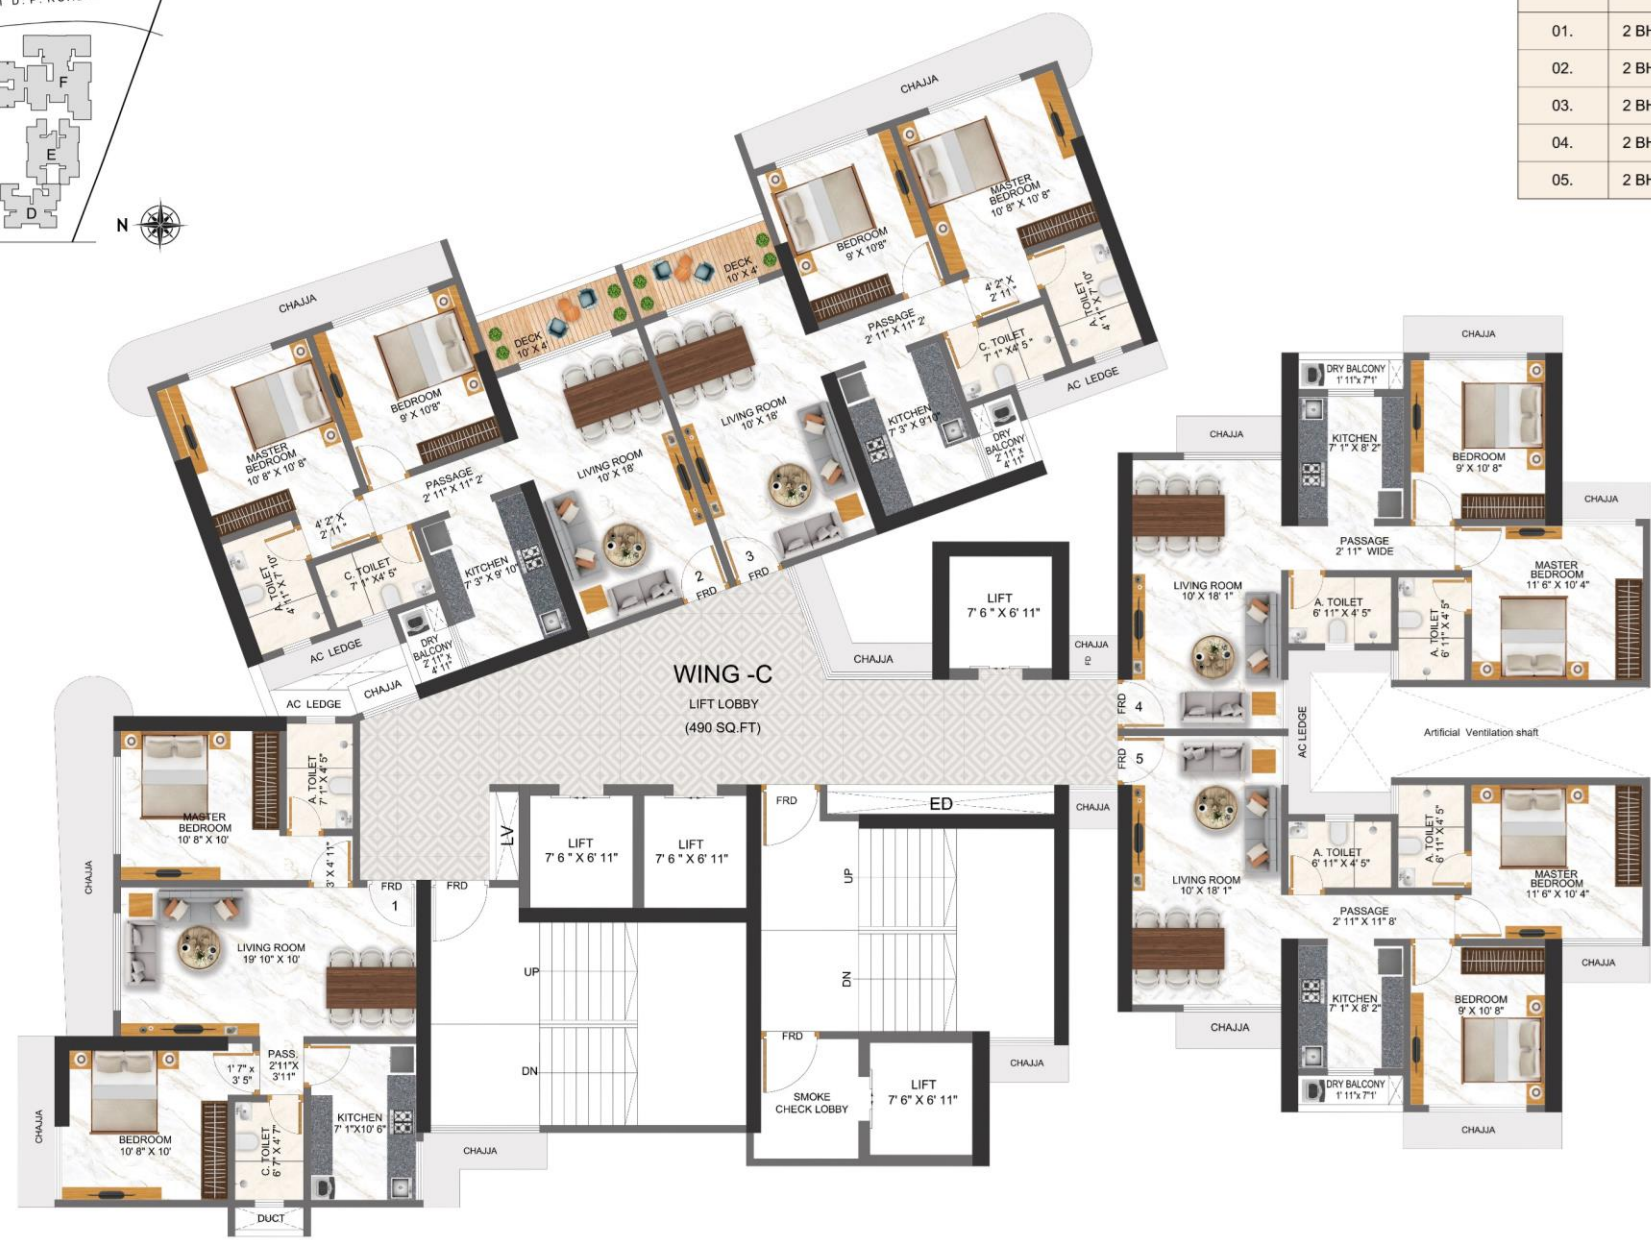 F
E
D
N
01. 2 BH
02. 2 BH
03. 2 BH
04. 2 BH
05. 2 BH
CHAJJA
MASTER
BEDROOM
10' 8" X 10' 8"
BEDROOM
9' X 10'8"
DECK
10' X 4'
4' 2" X
2' 11"
A. TOILET
4' 11" X 7' 10"
PASSAGE
2' 11" X 11' 2'
C. TOILET
7' 1" X4' 5"
AC LEDGE
KITCHEN
7' 3" X 9'10"
DRY
BALCONY
2' 11" x
4' 11"
LIVING ROOM
10' X 18'
3
FRD
CHAJJA
BEDROOM
9' X 10'8"
MASTER
BEDROOM
10' 8" X 10' 8"
DECK
10' X 4'
LIVING ROOM
10' X 18'
PASSAGE
2' 11" X 11' 2'
4' 2" X
2' 11"
A. TOILET
4' 11" X 7' 10"
C. TOILET
7' 1" X4' 5"
KITCHEN
7' 3" X 9' 10"
DRY
BALCONY
2' 11" x
4' 11"
2
FRD
AC LEDGE
CHAJJA
AC LEDGE
WING -C
LIFT LOBBY
(490 SQ.FT)
LIFT
7' 6 " X 6' 11"
CHAJJA
CHAJJA
FD
CHAJJA
DRY BALCONY
1' 11"x 7'1'
KITCHEN
7' 1" X 8' 2"
BEDROOM
9' X 10' 8"
CHAJJA
CHAJJA
PASSAGE
2' 11" WIDE
LIVING ROOM
10' X 18' 1"
A. TOILET
6' 11" X 4' 5"
A. TOILET
6' 11" X 4' 5"
MASTER
BEDROOM
11' 6" X 10' 4"
FRD
4
AC LEDGE
Artificial Ventilation shaft
FRD
5
CHAJJA
LIVING ROOM
10' X 18' 1"
A. TOILET
6' 11" X 4' 5"
A. TOILET
6' 11" X 4' 5"
MASTER
BEDROOM
11' 6" X 10' 4"
PASSAGE
2' 11" X 11' 8'
CHAJJA
KITCHEN
7' 1" X 8' 2"
BEDROOM
9' X 10' 8"
CHAJJA
DRY BALCONY
1' 11"x 7'1'
CHAJJA
CHAJJA
MASTER
BEDROOM
10' 8" X 10'
A. TOILET
7' 1" X 4' 5"
3' X 4' 11"
FRD
1
FRD
LV
LIFT
7' 6 " X 6' 11"
LIFT
7' 6 " X 6' 11"
FRD
ED
UP
DN
UP
DN
LIVING ROOM
19' 10" X 10'
PASS.
2'11"X
3'11"
1' 7" x
3' 5"
CHAJJA
BEDROOM
10' 8" X 10'
C. TOILET
6' 7" X 4' 7"
KITCHEN
7' 1"X10' 6"
DUCT
CHAJJA
FRD
SMOKE
CHECK LOBBY
LIFT
7' 6" X 6' 11"
CHAJJA